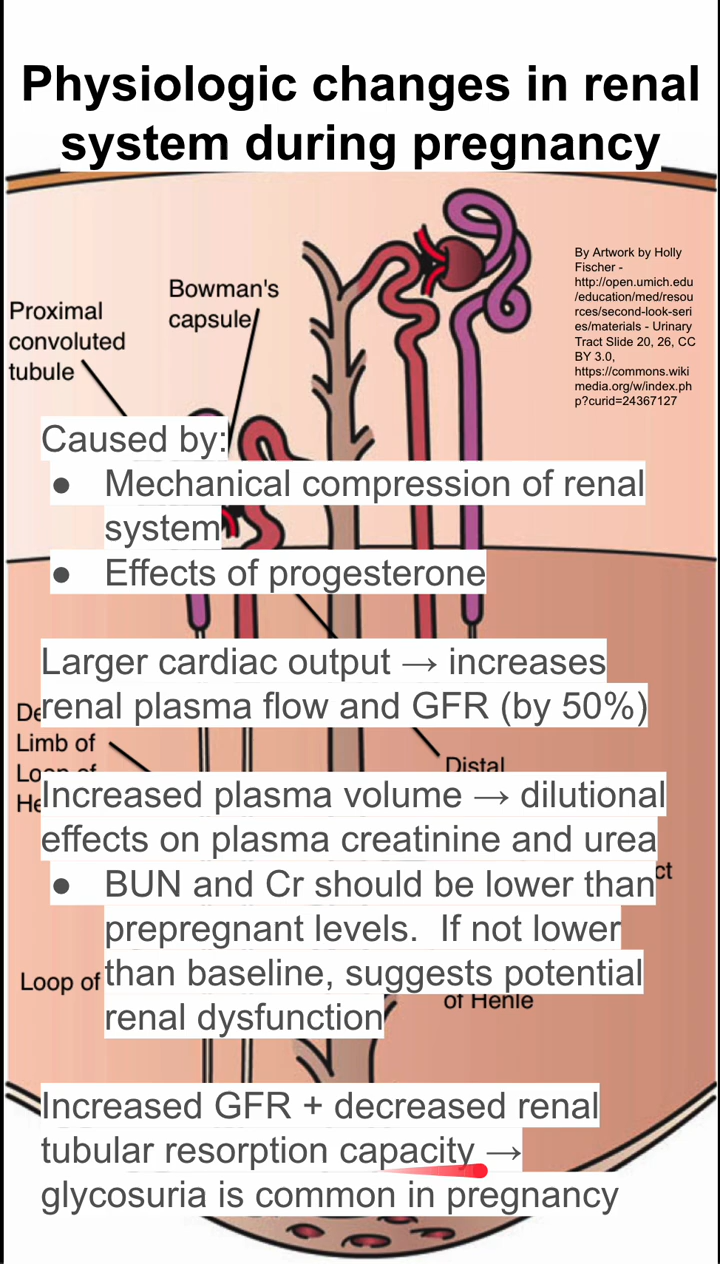 Physiologic changes in renal
system during pregnancy
By Artwork by Holly
Fischer -
http://open.umich.edu
/education/med/resou
rces/second-look-seri
es/materials - Urinary
Tract Slide 20, 26, CC
BY 3.0,
https://commons.wiki
media.org/w/index.ph
p?curid=24367127
Bowman's
capsule
Proximal
convoluted
tubule
Caused by:
● Mechanical compression of renal
system
● Effects of progesterone
Larger cardiac output → increases
renal plasma flow and GFR (by 50%)
Limb of
Distal
Increased plasma volume → dilutional
effects on plasma creatinine and urea
● BUN and Cr should be lower than
prepregnant levels. If not lower
than baseline, suggests potential
renal dysfunction
Loop of
of Henle
Increased GFR + decreased renal
tubular resorption capacity →
glycosuria is common in pregnancy